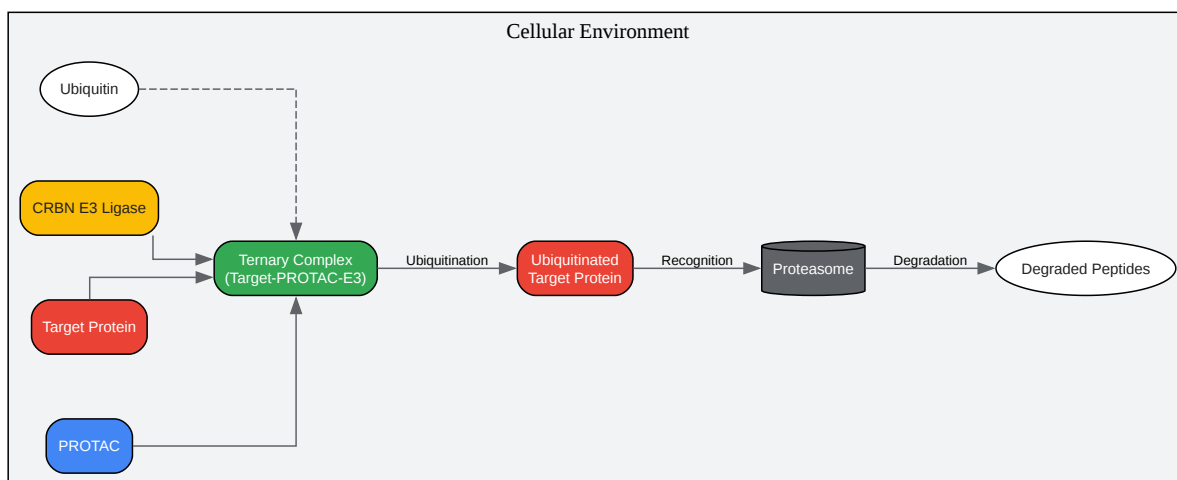 Cellular Environment
Ubiquitin
CRBN E3 Ligase
Target Protein
PROTAC
Ternary Complex
(Target-PROTAC-E3)
Ubiquitination
Ubiquitinated
Target Protein
Recognition
Proteasome
Degradation
Degraded Peptides